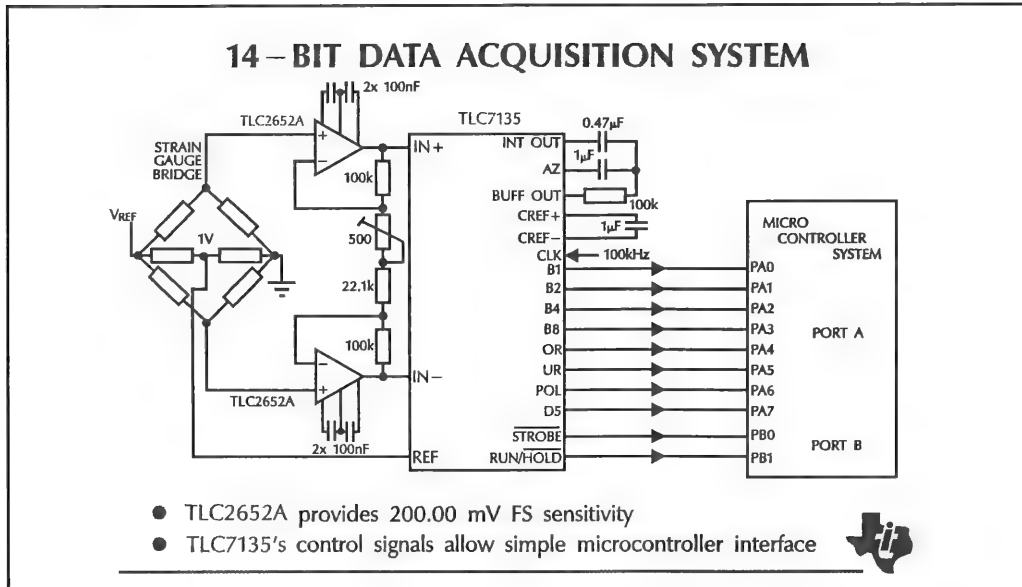 14-BIT DATA ACQUISITION SYSTEM
2x 100nF
TLC2652A
TLC7135
STRAIN
GAUGE
BRIDGE
VREF
1V
100k
500
22.1k
100k
TLC2652A
2x 100nF
IN+
IN−
REF
INT OUT
AZ
BUFF OUT
CREF+
CREF−
CLK
B1
B2
B4
B8
OR
UR
POL
D5
STROBE
RUN/HOLD
0.47µF
1µF
100k
1µF
100kHz
MICRO
CONTROLLER
SYSTEM
PA0
PA1
PA2
PA3
PA4
PA5
PA6
PA7
PB0
PB1
PORT A
PORT B
● TLC2652A provides 200.00 mV FS sensitivity
● TLC7135's control signals allow simple microcontroller interface